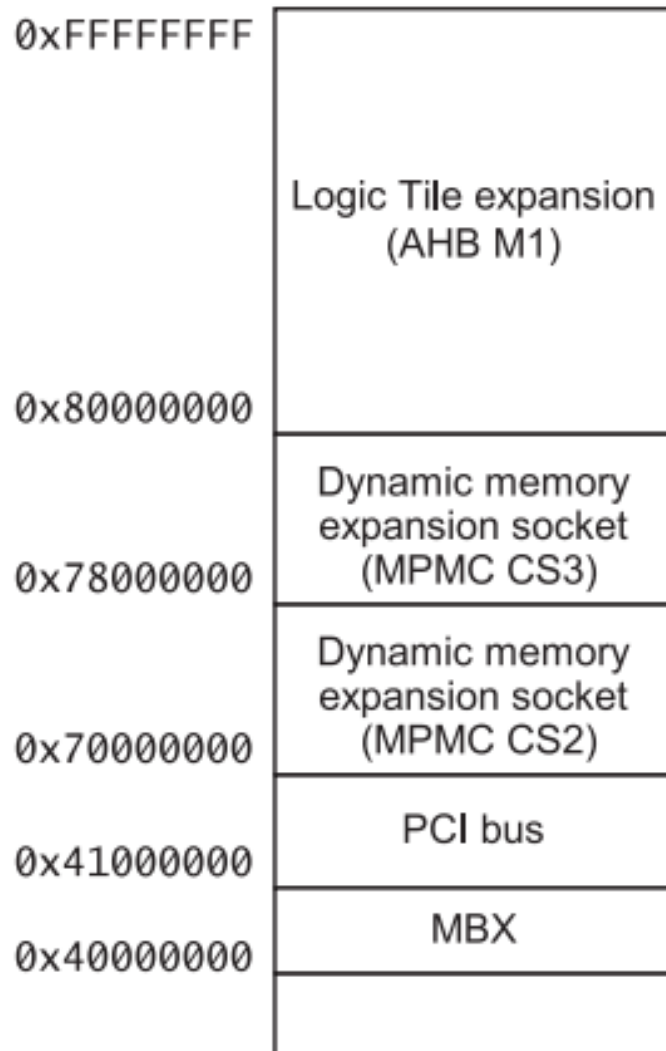 0xFFFFFFFF
Logic Tile expansion
(AHB M1)
0x80000000
Dynamic memory
expansion socket
(MPMC CS3)
0x78000000
Dynamic memory
expansion socket
(MPMC CS2)
0x70000000
PCI bus
0x41000000
MBX
0x40000000